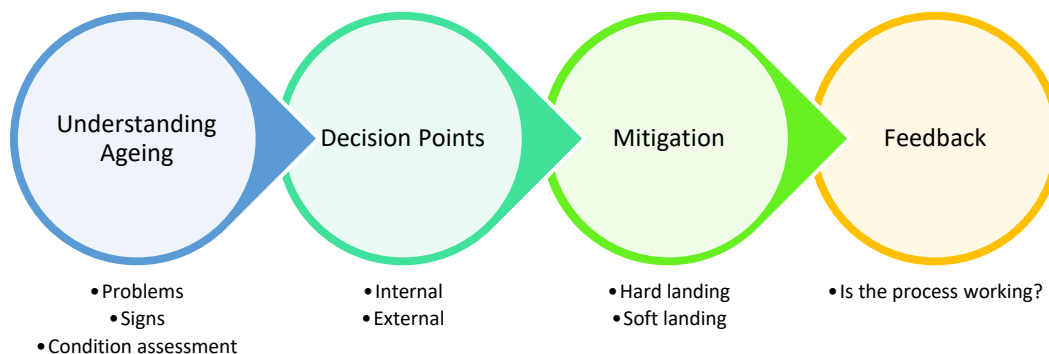 Understanding
Ageing
Decision Points
Mitigation
Feedback
•Problems
•Signs
•Condition assessment
•Internal
•External
•Hard landing
•Soft landing
•Is the process working?